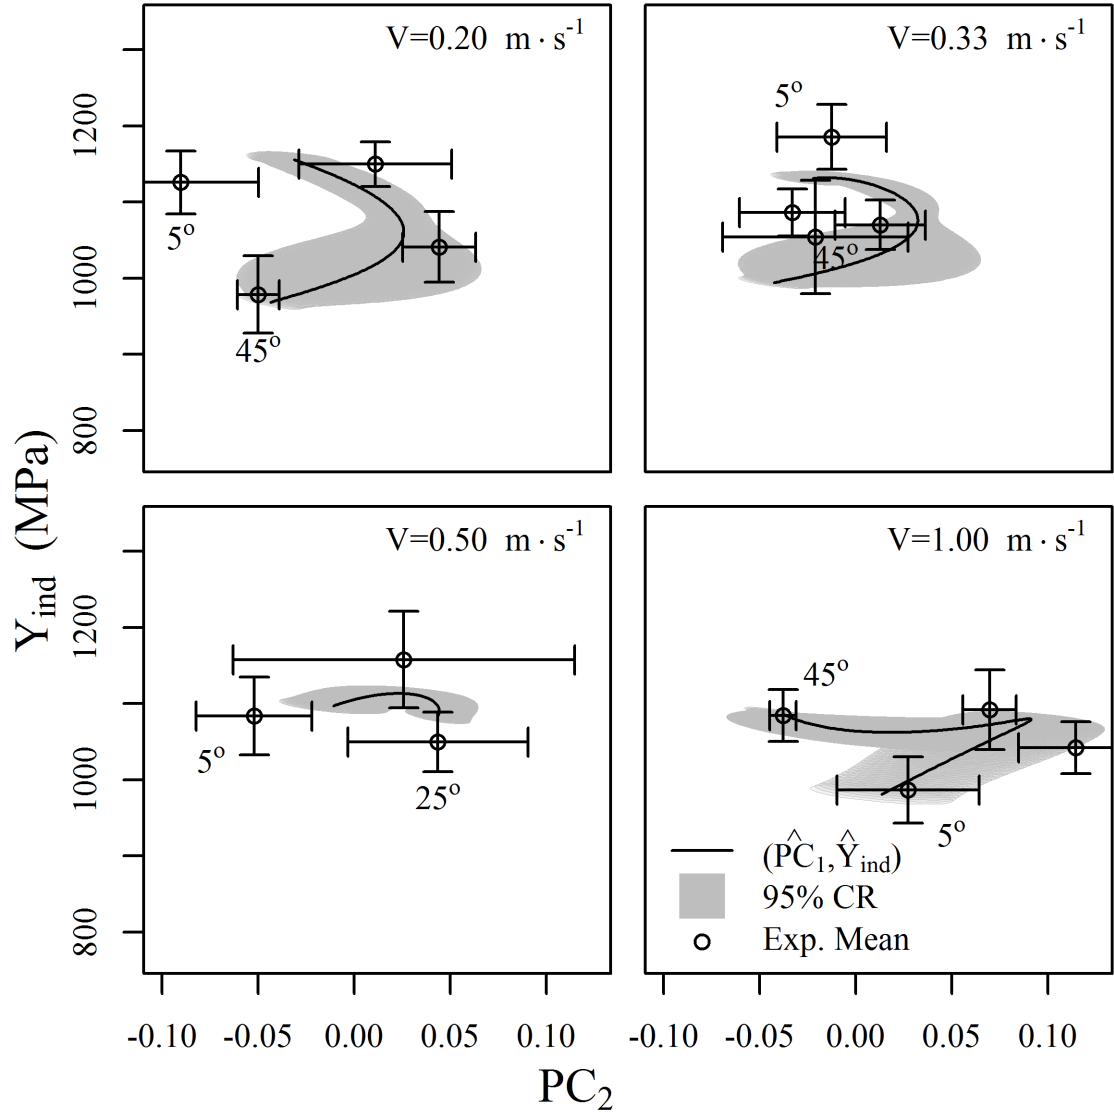 V=0.20 m · s-1
V=0.33 m · s-1
5o
45o
5o
45o
1200
1000
800
Yind (MPa)
V=0.50 m · s-1
V=1.00 m · s-1
5o
25o
45o
5o
(P̂C1,Ŷind)
95% CR
Exp. Mean
1200
1000
800
-0.10 -0.05 0.00 0.05 0.10
-0.10 -0.05 0.00 0.05 0.10
PC2